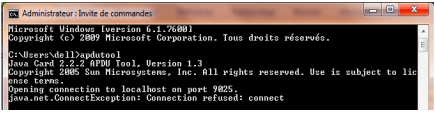 Administrateur : Invite de commandes
Microsoft Windows [version 6.1.7600]
Copyright (c) 2009 Microsoft Corporation. Tous droits réservés.
C:\Users\dell>apdutool
Java Card 2.2.2 APDU Tool, Version 1.3
Copyright 2005 Sun Microsystems, Inc. All rights reserved. Use is subject to lic
ense terms.
Opening connection to localhost on port 9025.
java.net.ConnectException: Connection refused: connect